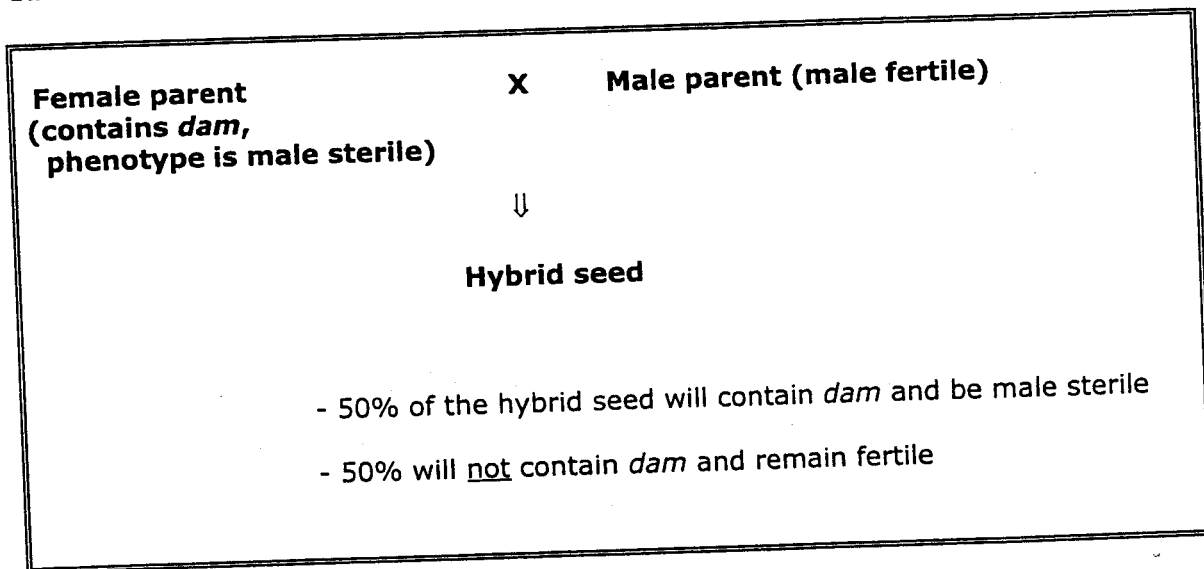 Female parent X Male parent (male fertile)
(contains dam,
phenotype is male sterile)
⇓
Hybrid seed
- 50% of the hybrid seed will contain dam and be male sterile
- 50% will not contain dam and remain fertile